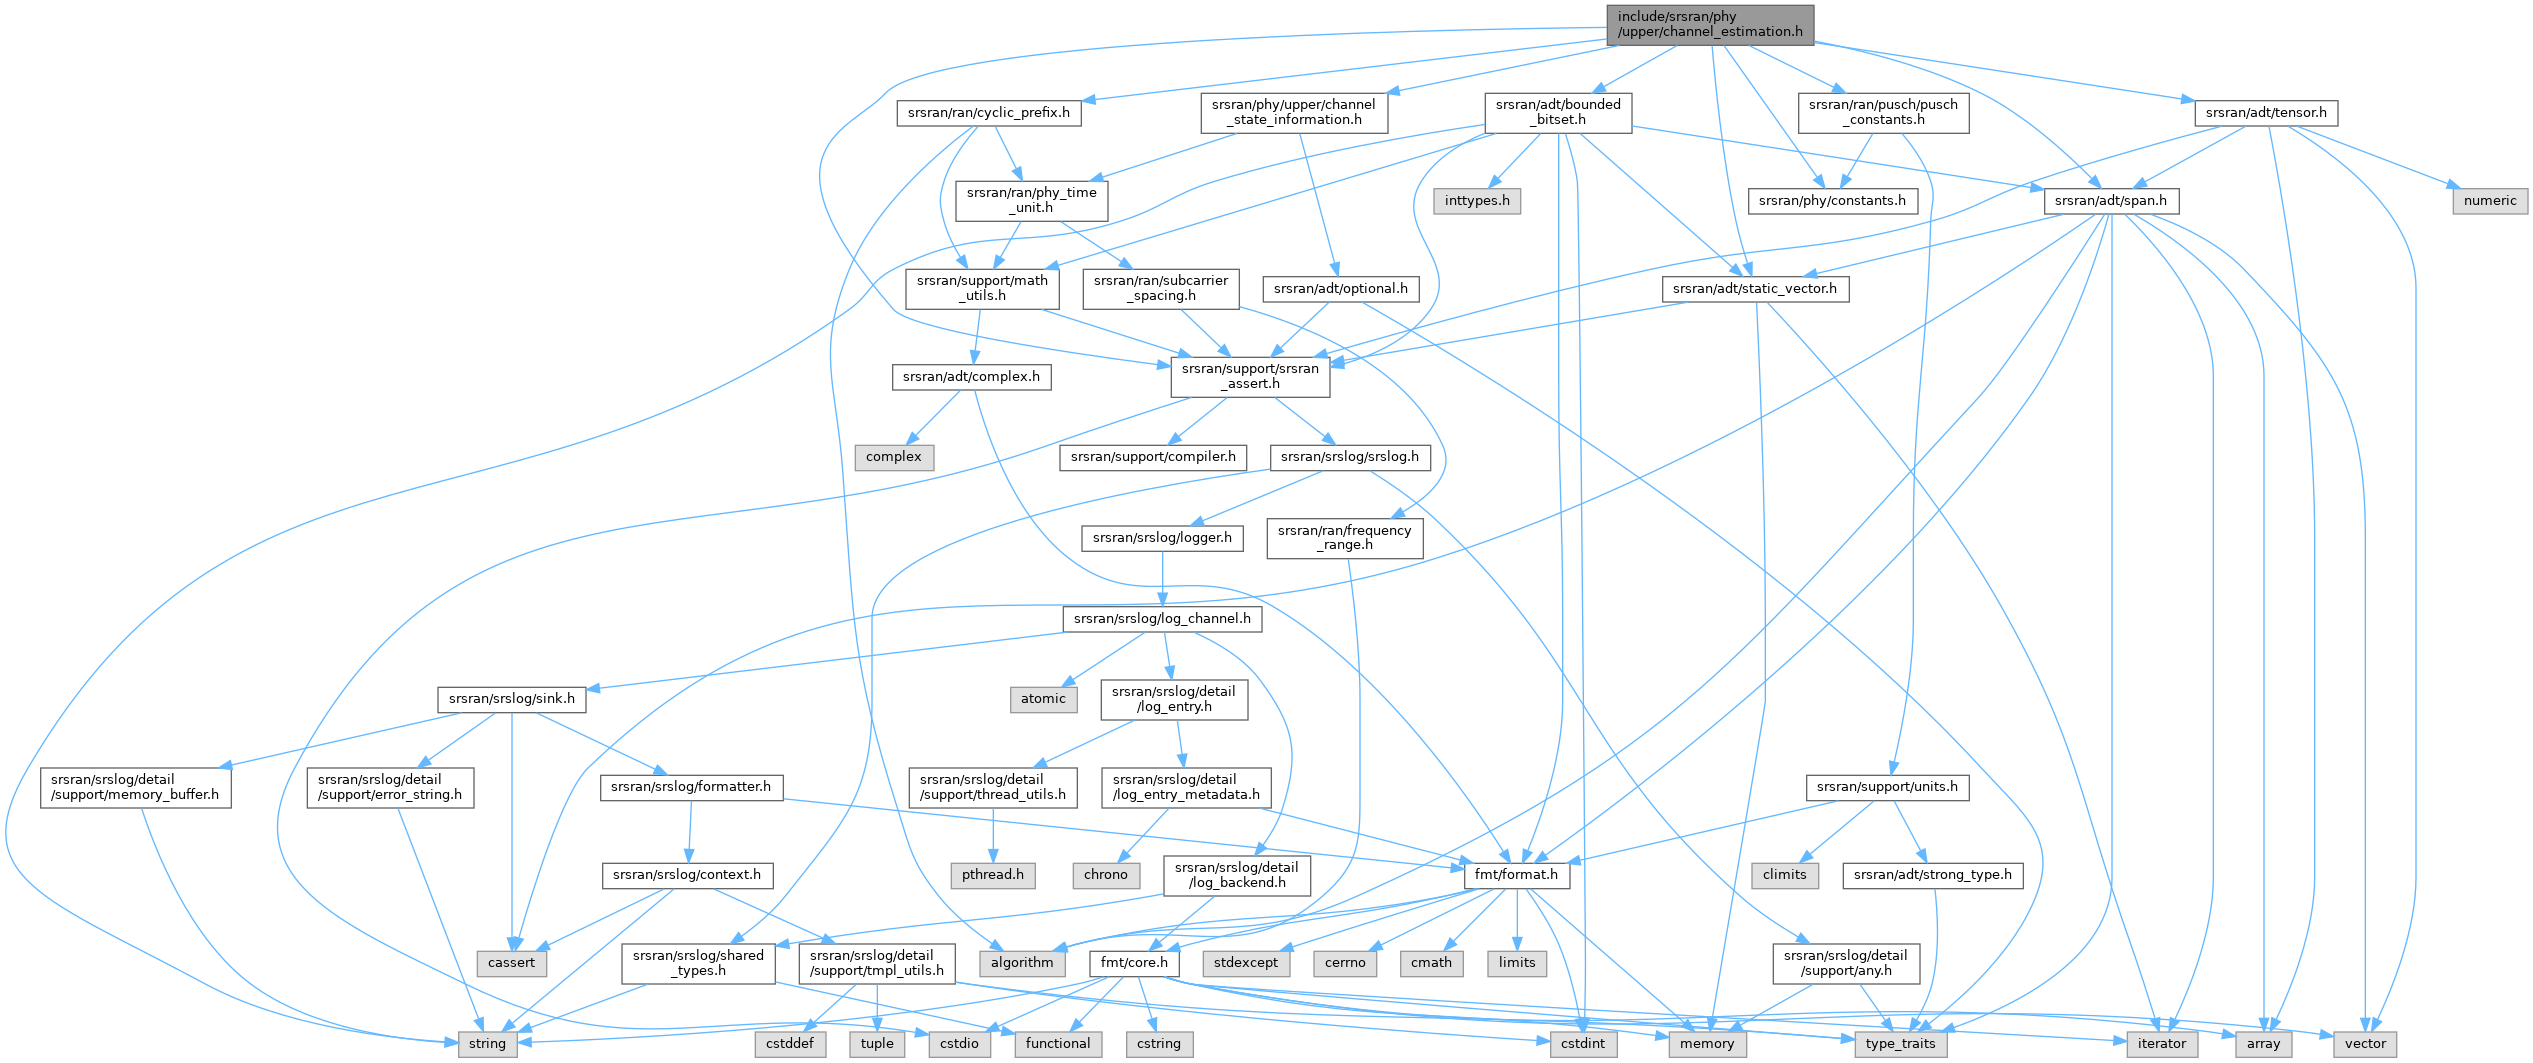 include/srsran/phy
/upper/channel_estimation.h
srsran/ran/cyclic_prefix.h
srsran/phy/upper/channel
_state_information.h
srsran/adt/bounded
_bitset.h
srsran/ran/pusch/pusch
_constants.h
srsran/adt/tensor.h
srsran/ran/phy_time
_unit.h
inttypes.h
srsran/phy/constants.h
srsran/adt/span.h
numeric
srsran/support/math
_utils.h
srsran/ran/subcarrier
_spacing.h
srsran/adt/optional.h
srsran/adt/static_vector.h
srsran/adt/complex.h
srsran/support/srsran
_assert.h
complex
srsran/support/compiler.h
srsran/srslog/srslog.h
srsran/srslog/logger.h
srsran/ran/frequency
_range.h
srsran/srslog/log_channel.h
srsran/srslog/sink.h
atomic
srsran/srslog/detail
/log_entry.h
srsran/srslog/detail
/support/memory_buffer.h
srsran/srslog/detail
/support/error_string.h
srsran/srslog/formatter.h
srsran/srslog/detail
/support/thread_utils.h
srsran/srslog/detail
/log_entry_metadata.h
srsran/support/units.h
srsran/srslog/context.h
pthread.h
chrono
srsran/srslog/detail
/log_backend.h
fmt/format.h
climits
srsran/adt/strong_type.h
cassert
srsran/srslog/shared
_types.h
srsran/srslog/detail
/support/tmpl_utils.h
algorithm
fmt/core.h
stdexcept
cerrno
cmath
limits
srsran/srslog/detail
/support/any.h
string
cstddef
tuple
cstdio
functional
cstring
cstdint
memory
type_traits
iterator
array
vector